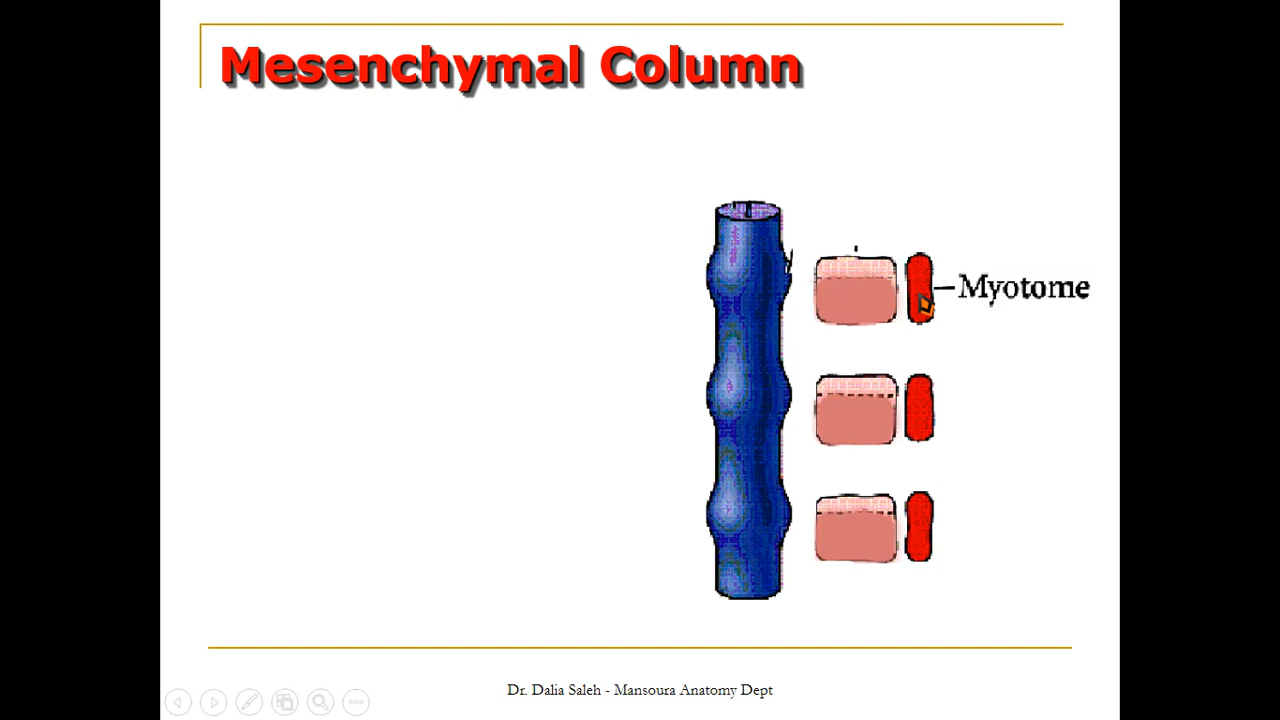 Mesenchymal Column
Myotome
Dr. Dalia Saleh - Mansoura Anatomy Dept